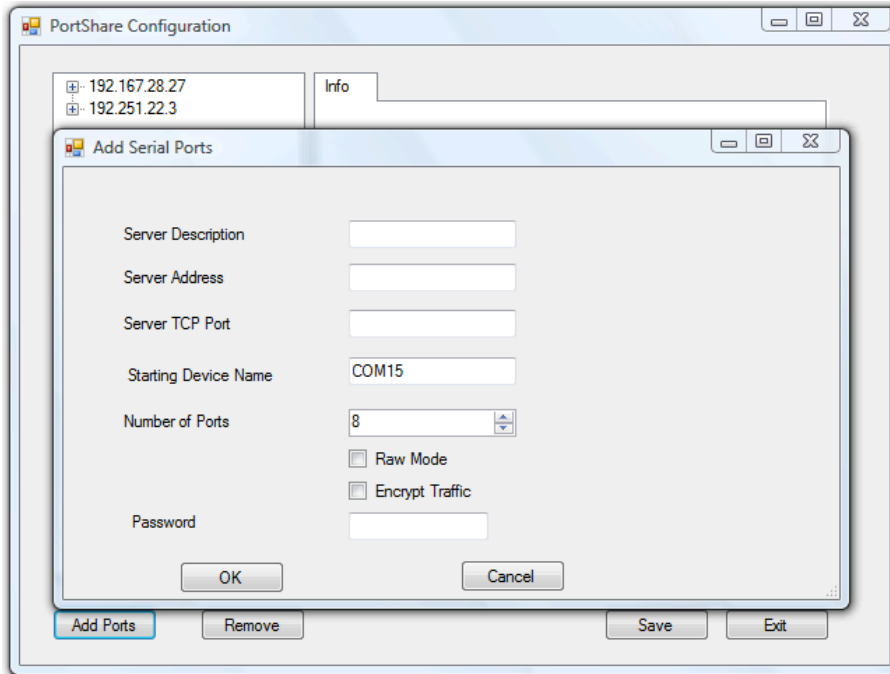 PortShare Configuration
192.167.28.27
192.251.22.3
Info
Add Serial Ports
Server Description
Server Address
Server TCP Port
Starting Device Name COM15
Number of Ports 8
Raw Mode
Encrypt Traffic
Password
OK Cancel
Add Ports Remove Save Exit